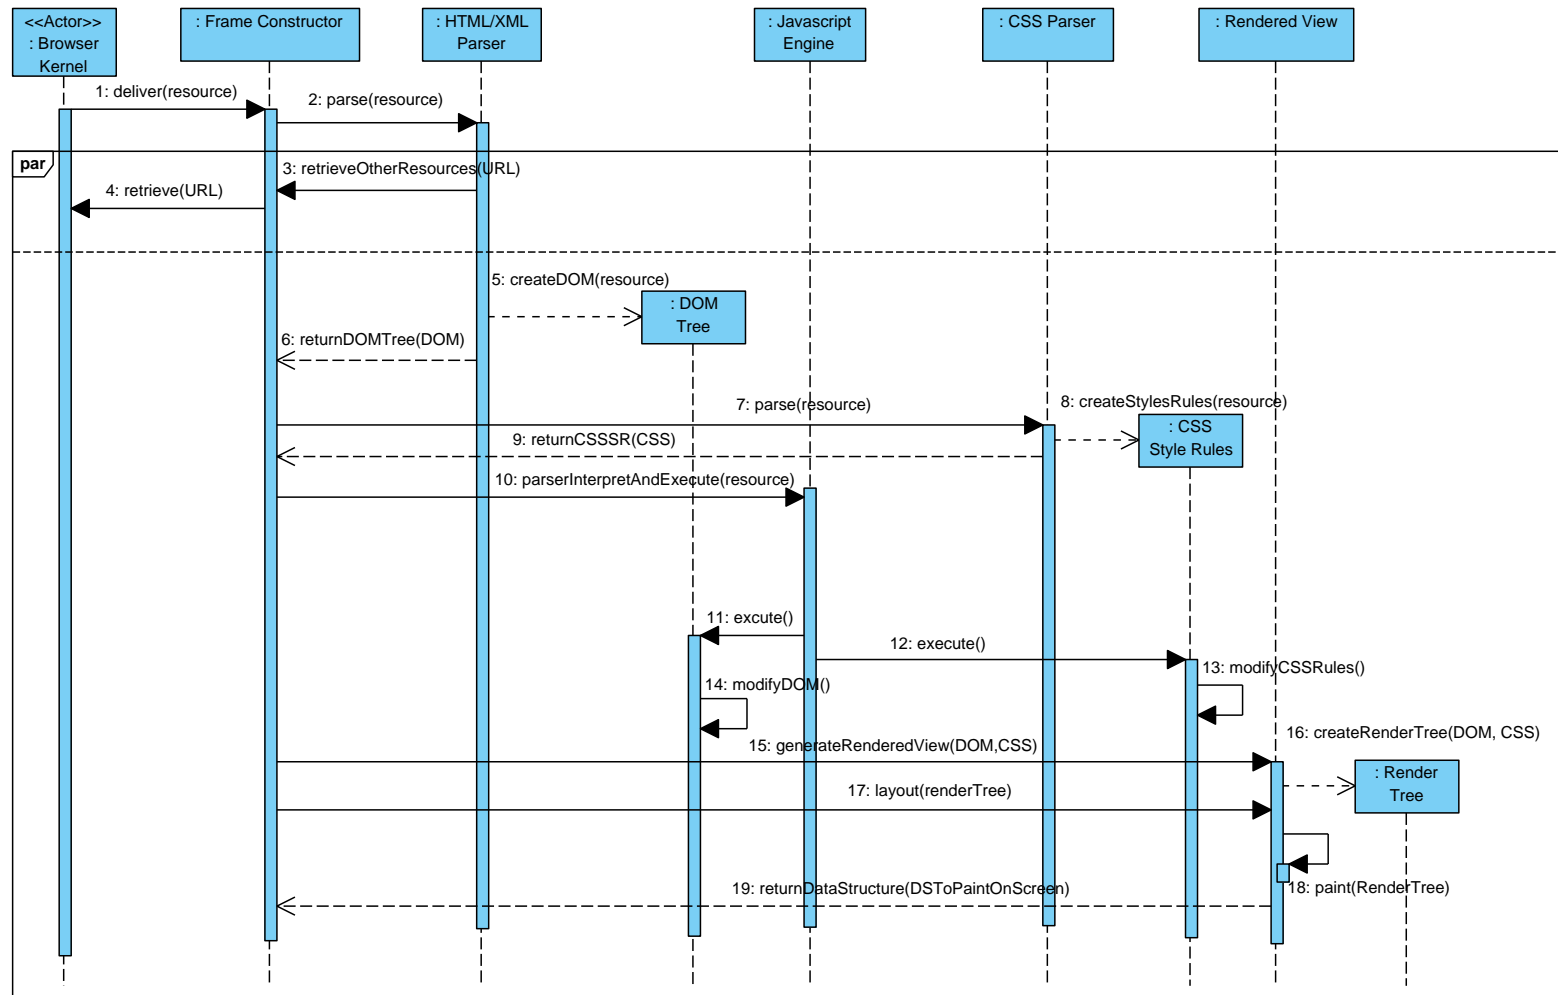 <<Actor>>
: Browser
Kernel
: Frame Constructor
: HTML/XML
Parser
: Javascript
Engine
: CSS Parser
: Rendered View
1: deliver(resource)
2: parse(resource)
par
3: retrieveOtherResources(URL)
4: retrieve(URL)
5: createDOM(resource)
: DOM
Tree
6: returnDOMTree(DOM)
7: parse(resource)
8: createStylesRules(resource)
: CSS
Style Rules
9: returnCSSSR(CSS)
10: parserInterpretAndExecute(resource)
11: excute()
12: execute()
13: modifyCSSRules()
14: modifyDOM()
15: generateRenderedView(DOM,CSS)
16: createRenderTree(DOM, CSS)
: Render
Tree
17: layout(renderTree)
18: paint(RenderTree)
19: returnDataStructure(DSToPaintOnScreen)